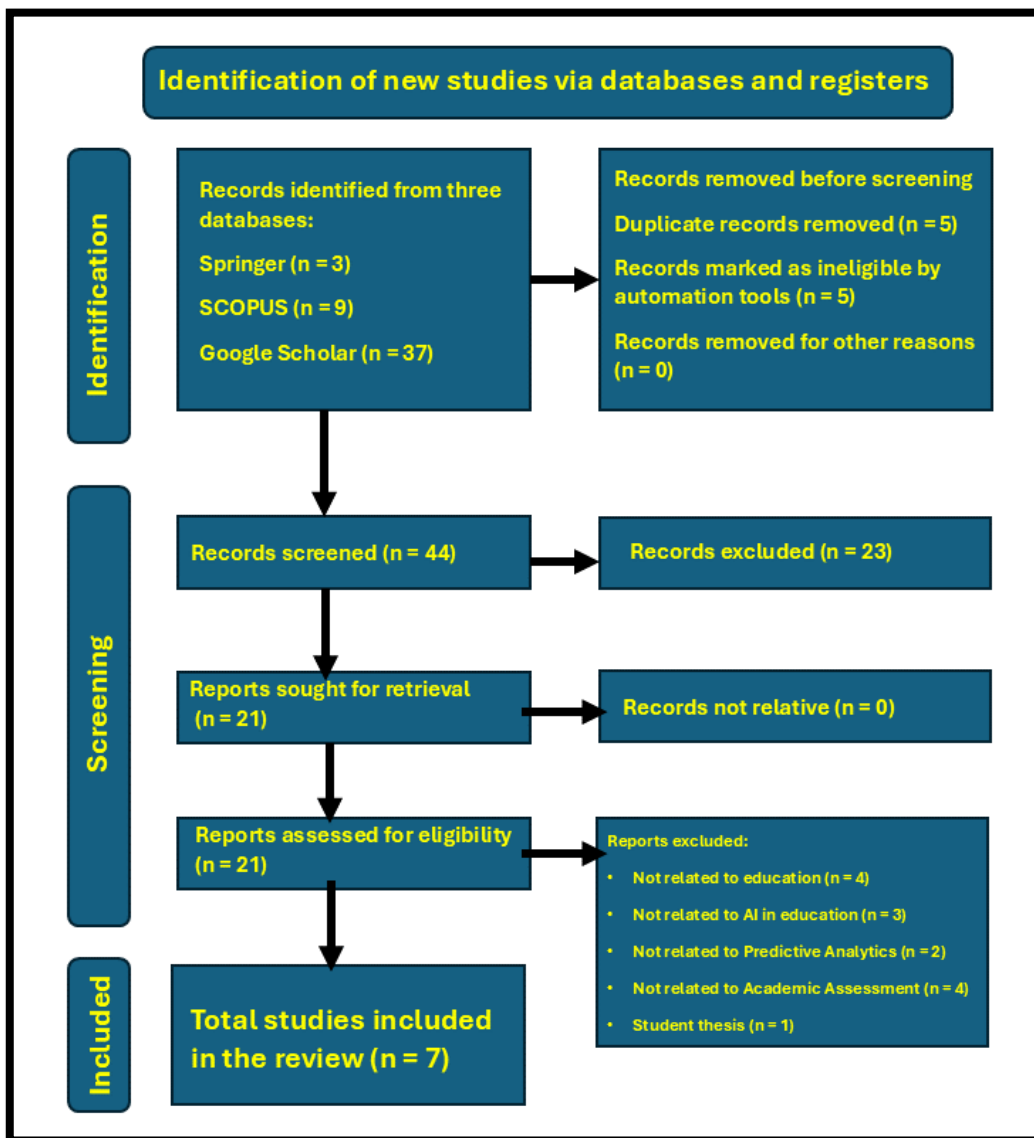 Identification of new studies via databases and registers
Identification
Records identified from three
databases:
Springer (n = 3)
SCOPUS (n = 9)
Google Scholar (n = 37)
Records removed before screening
Duplicate records removed (n = 5)
Records marked as ineligible by
automation tools (n = 5)
Records removed for other reasons
(n = 0)
Screening
Records screened (n = 44)
Records excluded (n = 23)
Reports sought for retrieval
(n = 21)
Records not relative (n = 0)
Reports assessed for eligibility
(n = 21)
Reports excluded:
• Not related to education (n = 4)
• Not related to AI in education (n = 3)
• Not related to Predictive Analytics (n = 2)
• Not related to Academic Assessment (n = 4)
• Student thesis (n = 1)
Included
Total studies included
in the review (n = 7)